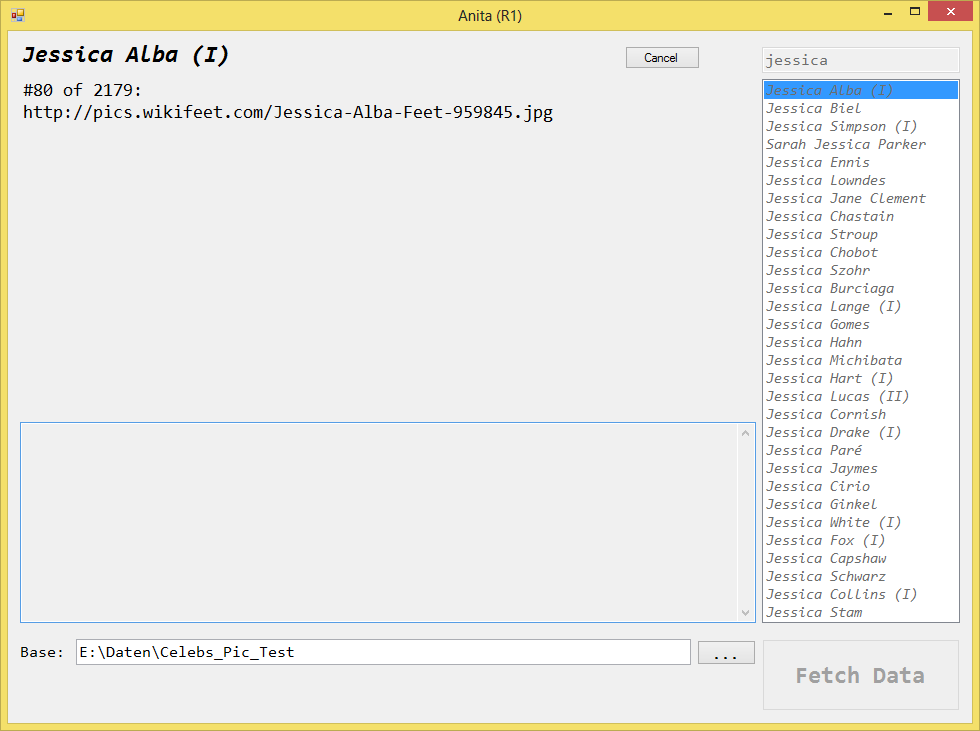 Anita (R1)
Jessica Alba (I)
Cancel
#80 of 2179:
http://pics.wikifeet.com/Jessica-Alba-Feet-959845.jpg
jessica
Jessica Alba (I)
Jessica Biel
Jessica Simpson (I)
Sarah Jessica Parker
Jessica Ennis
Jessica Lowndes
Jessica Jane Clement
Jessica Chastain
Jessica Stroup
Jessica Chobot
Jessica Szohr
Jessica Burciaga
Jessica Lange (I)
Jessica Gomes
Jessica Hahn
Jessica Michibata
Jessica Hart (I)
Jessica Lucas (II)
Jessica Cornish
Jessica Drake (I)
Jessica Paré
Jessica Jaymes
Jessica Cirio
Jessica Ginkel
Jessica White (I)
Jessica Fox (I)
Jessica Capshaw
Jessica Schwarz
Jessica Collins (I)
Jessica Stam
Base: E:\Daten\Celebs_Pic_Test ...
Fetch Data